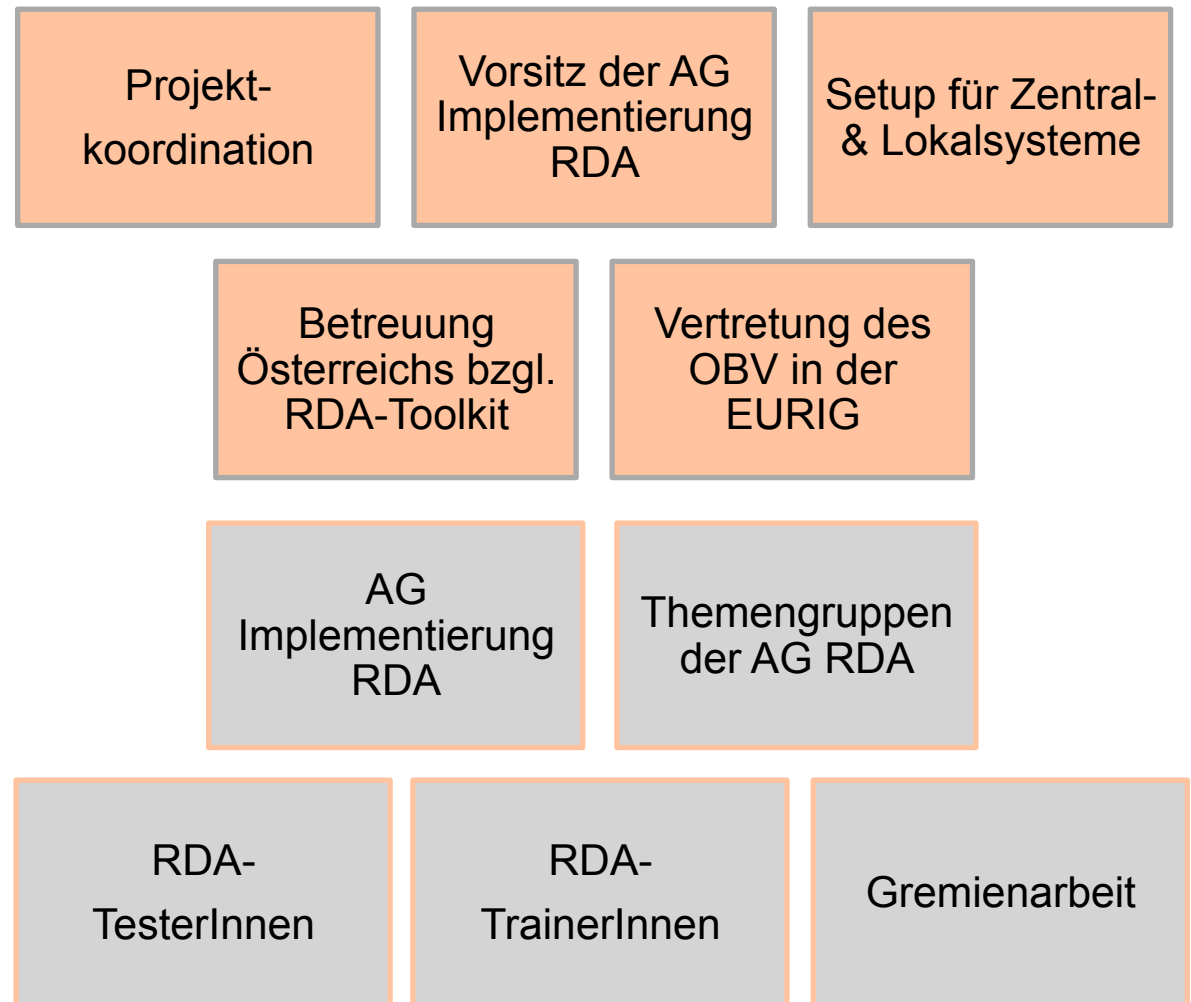 Projekt-
koordination
Vorsitz der AG
Implementierung
RDA
Setup für Zentral-
& Lokalsysteme
Betreuung
Österreichs bzgl.
RDA-Toolkit
Vertretung des
OBV in der
EURIG
AG
Implementierung
RDA
Themengruppen
der AG RDA
RDA-
TesterInnen
RDA-
TrainerInnen
Gremienarbeit